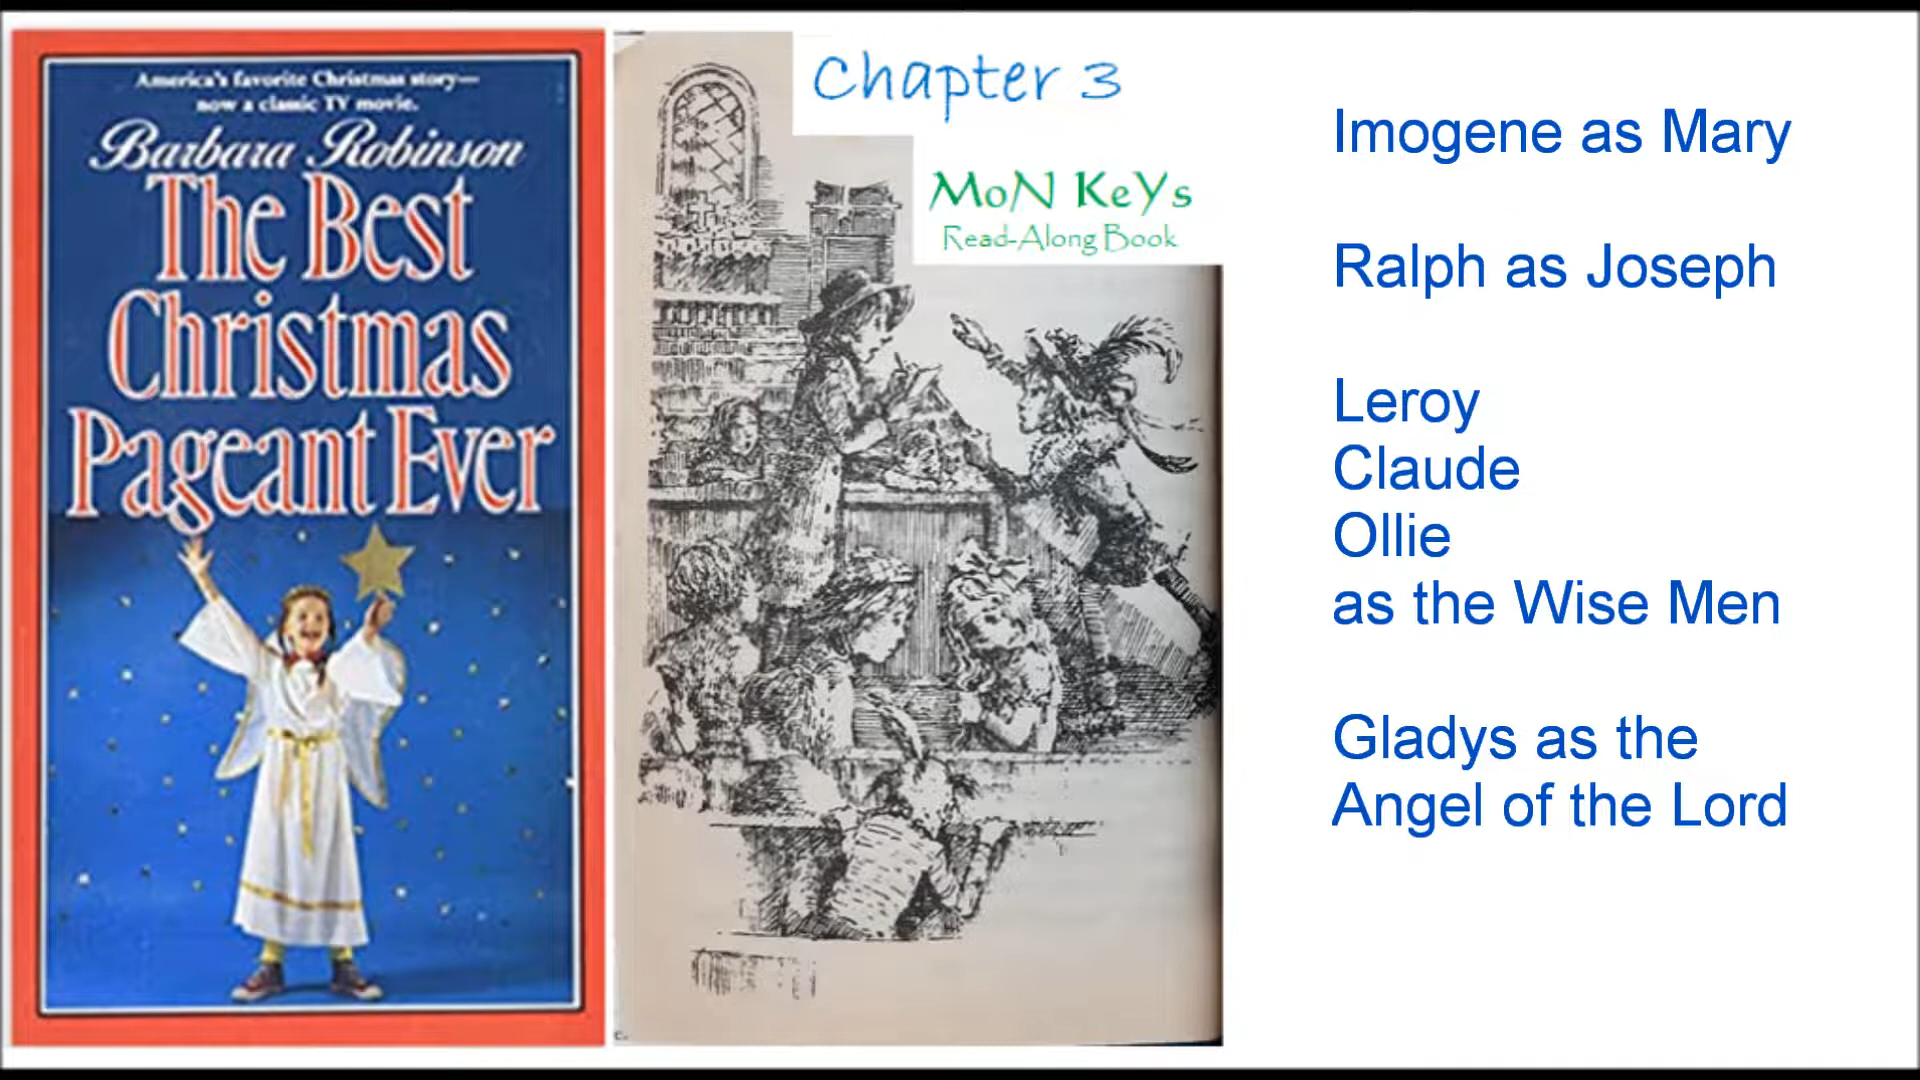 America's favorite Christmas story—
now a classic TV movie.
Barbara Robinson
The Best
Christmas
Pageant Ever
Chapter 3
MoN KeYs
Read-Along Book
Imogene as Mary
Ralph as Joseph
Leroy
Claude
Ollie
as the Wise Men
Gladys as the
Angel of the Lord